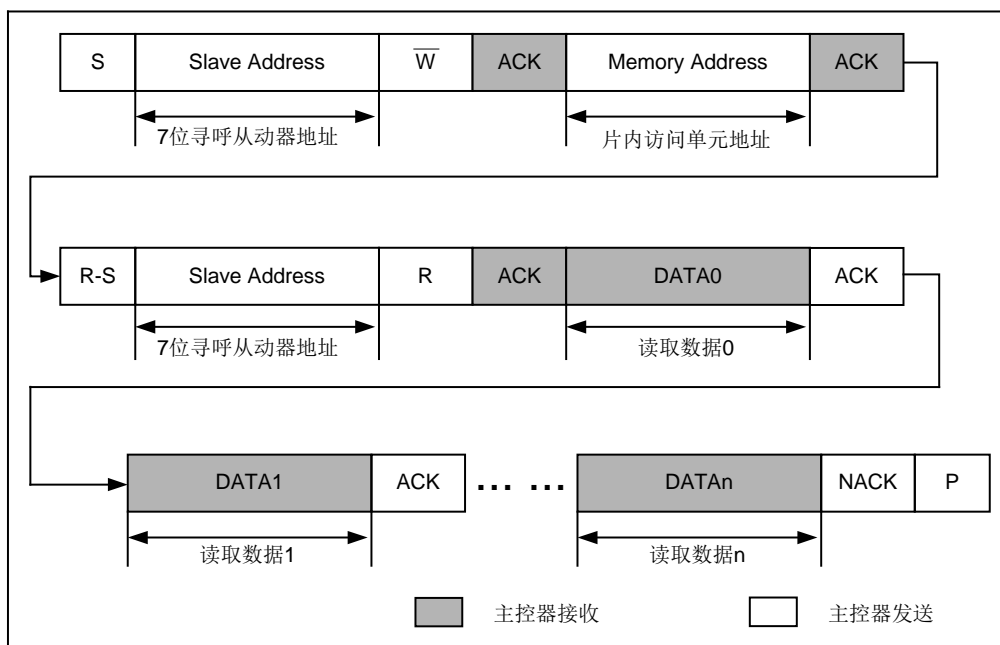 S Slave Address W̅ ACK Memory Address ACK
7位寻呼从动器地址 片内访问单元地址
R-S Slave Address R ACK DATA0 ACK
7位寻呼从动器地址 读取数据0
DATA1 ACK ... ... DATAn NACK P
读取数据1 读取数据n
主控器接收 主控器发送